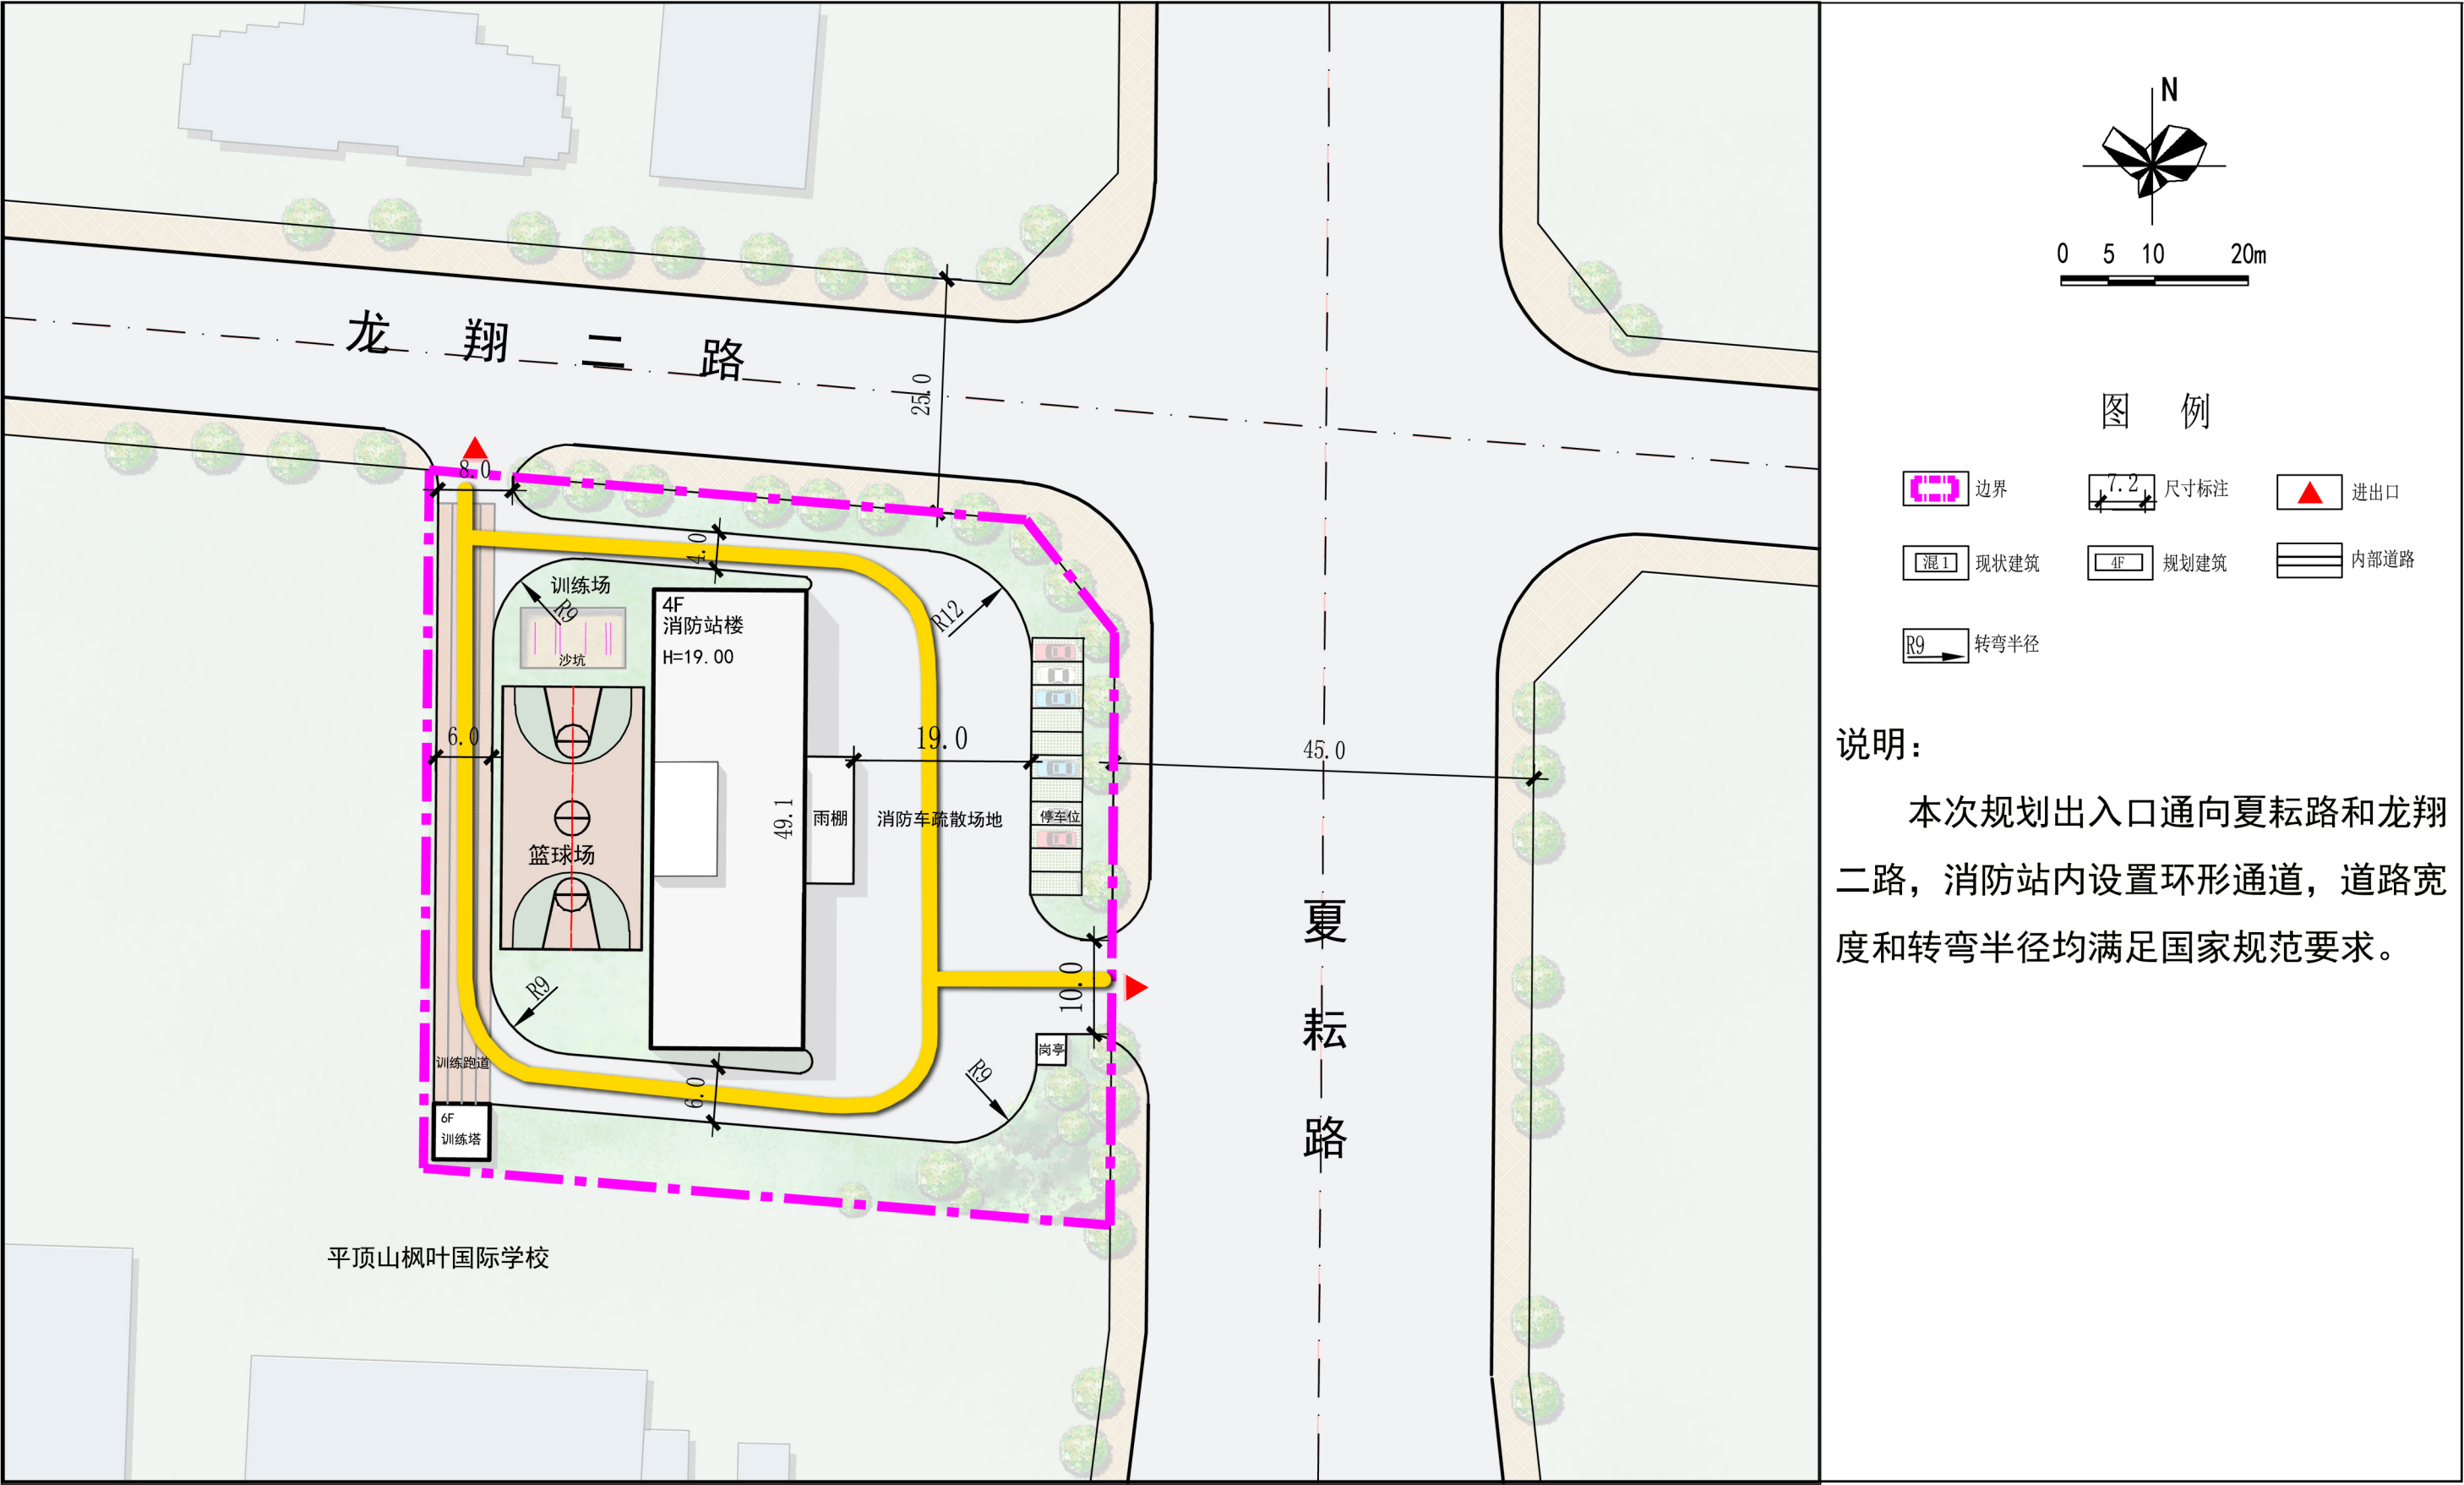 龙翔二路
25.0
8.0
4.0
训练场
R9
沙坑
4F
消防站楼
H=19.00
R12
6.0
19.0
45.0
49.1
雨棚
消防车疏散场地
停车位
篮球场
夏耘路
R9
10.0
岗亭
训练跑道
6.0
R9
6F
训练塔
平顶山枫叶国际学校
N
0 5 10 20m
图 例
边界
7.2 尺寸标注
进出口
混1 现状建筑
4F 规划建筑
内部道路
R9 转弯半径
说明：
本次规划出入口通向夏耘路和龙翔
二路，消防站内设置环形通道，道路宽
度和转弯半径均满足国家规范要求。